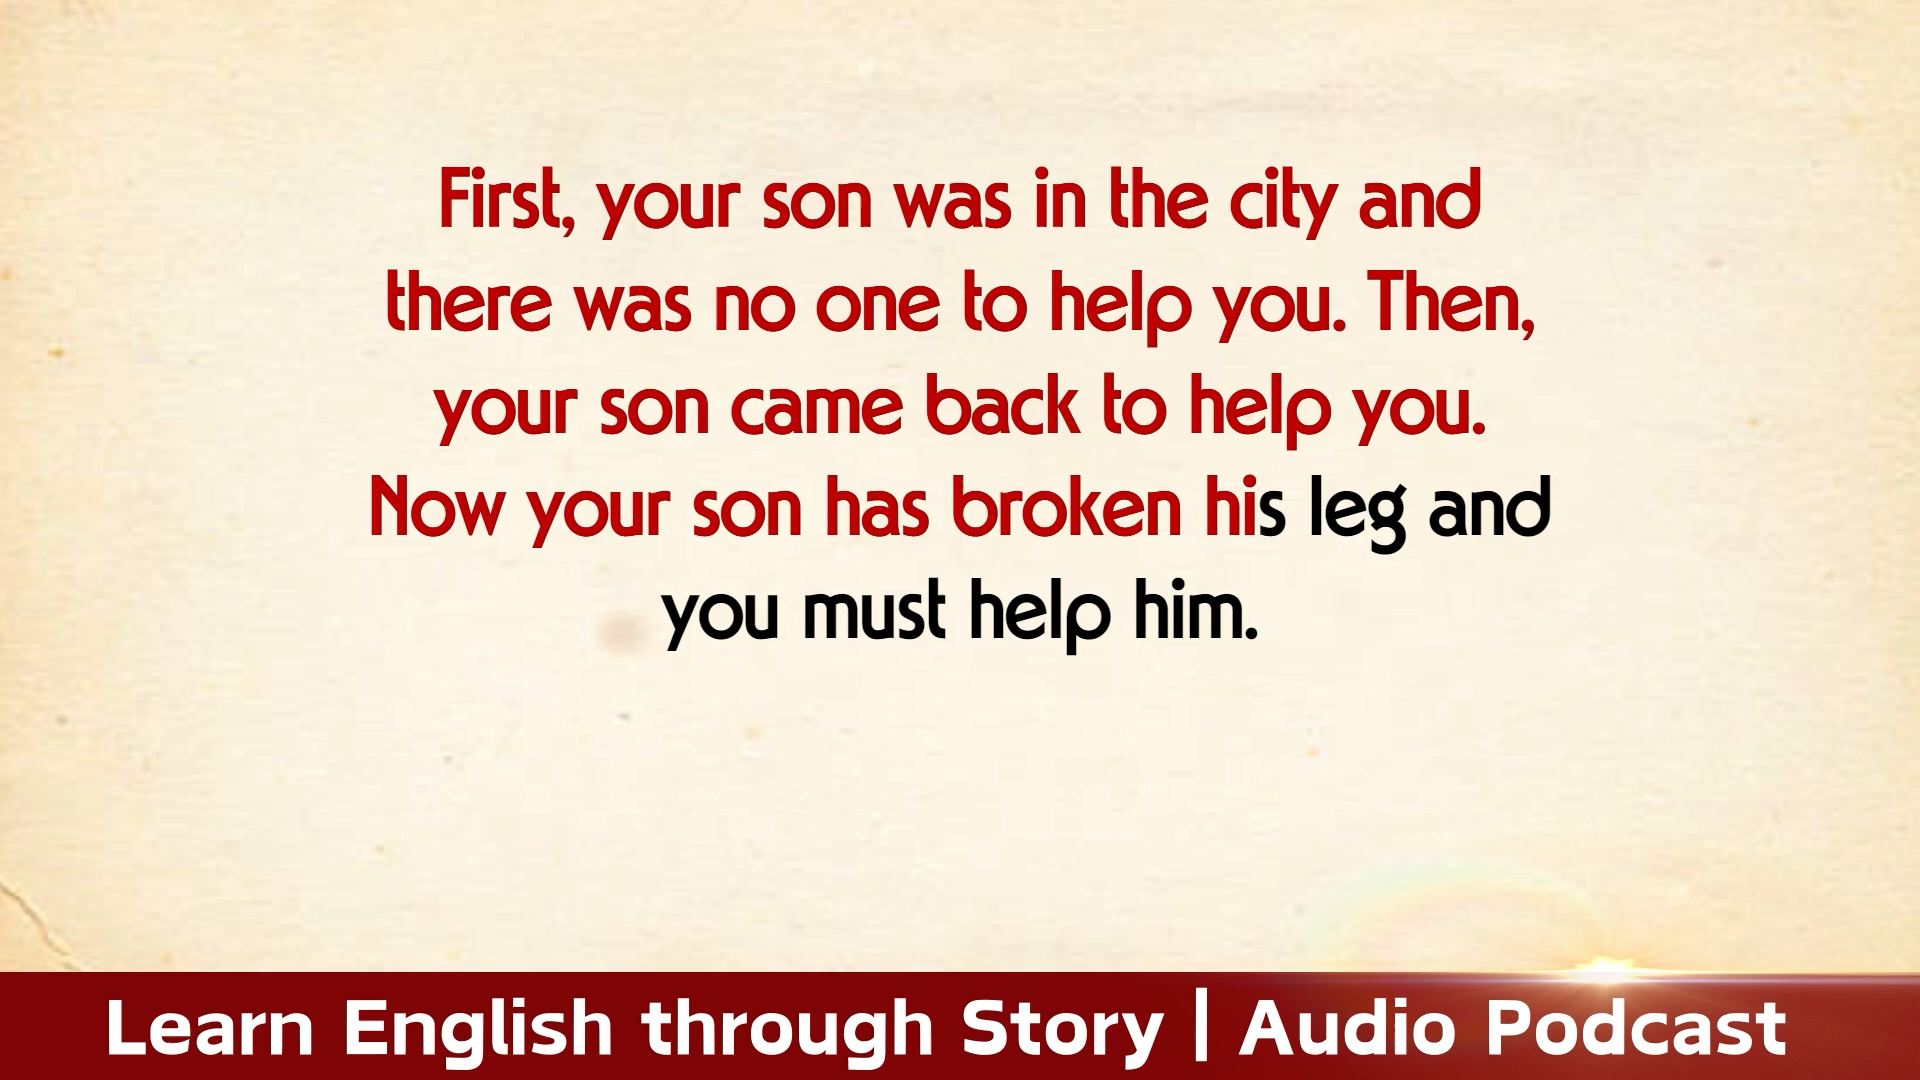 First, your son was in the city and
there was no one to help you. Then,
your son came back to help you.
Now your son has broken his leg and
you must help him.
Learn English through Story | Audio Podcast